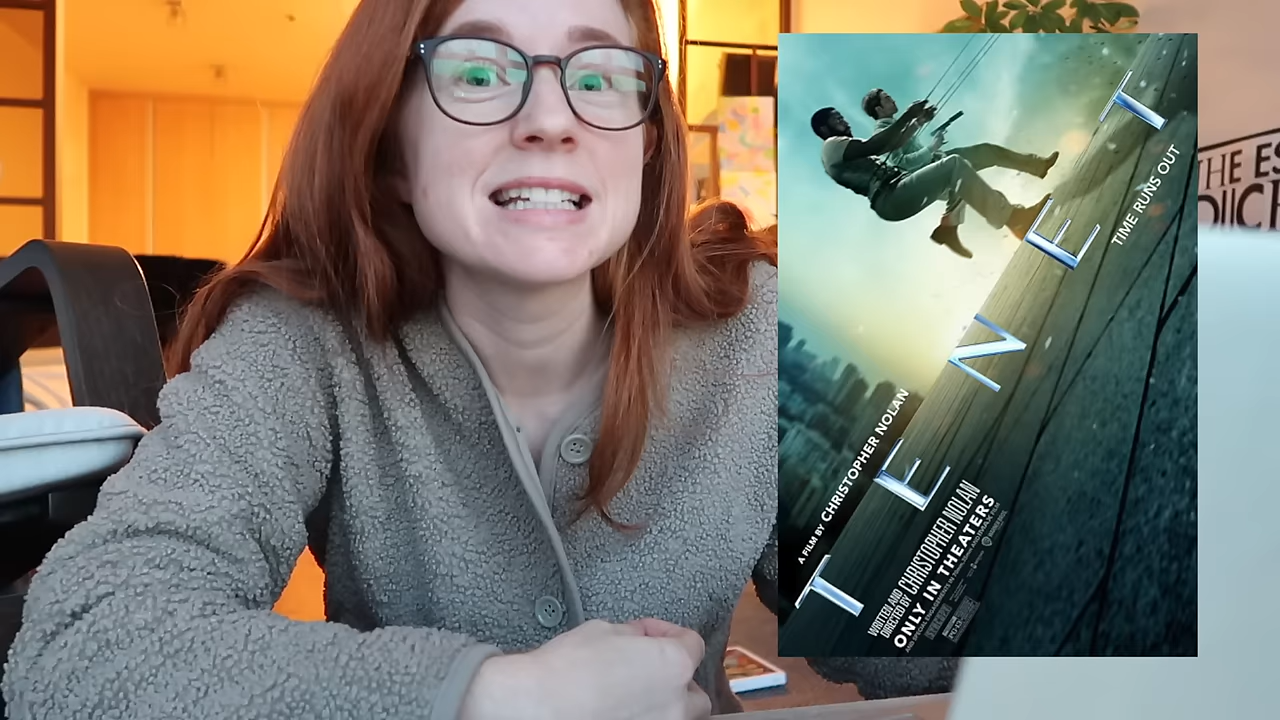 TENET
TIME RUNS OUT
A FILM BY CHRISTOPHER NOLAN
WRITTEN AND
DIRECTED BY CHRISTOPHER NOLAN
ONLY IN THEATERS
THE ES